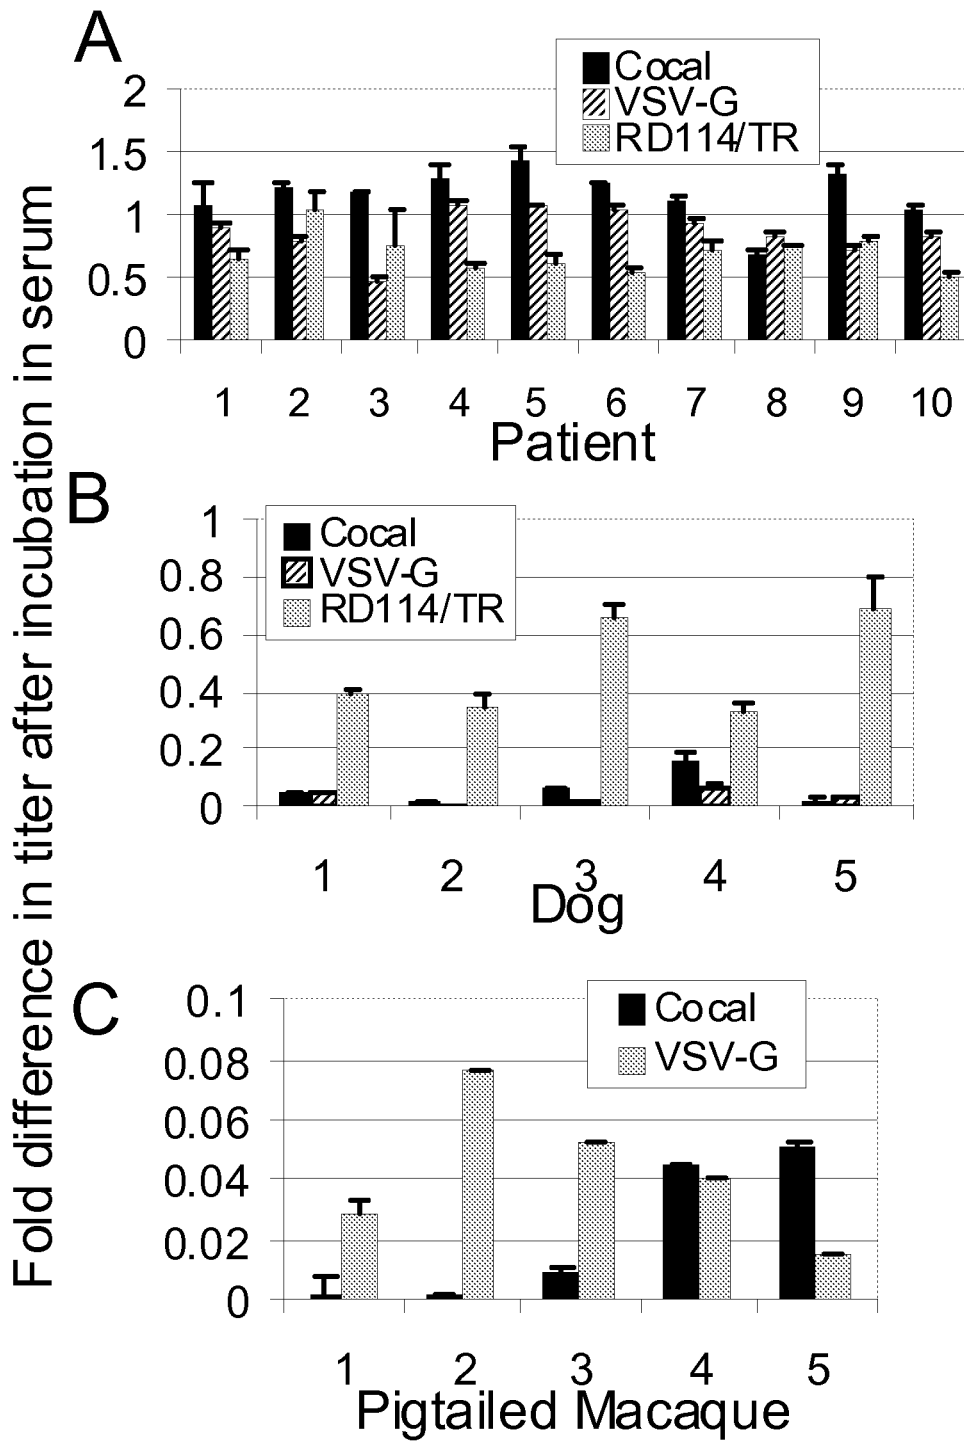 Fold difference in titer after incubation in serum
A
Cocal
VSV-G
RD114/TR
2
1.5
1
0.5
0
1 2 3 4 5 6 7 8 9 10
Patient
B
Cocal
VSV-G
RD114/TR
1
0.8
0.6
0.4
0.2
0
1 2 3 4 5
Dog
C
Cocal
VSV-G
0.1
0.08
0.06
0.04
0.02
0
1 2 3 4 5
Pigtailed Macaque